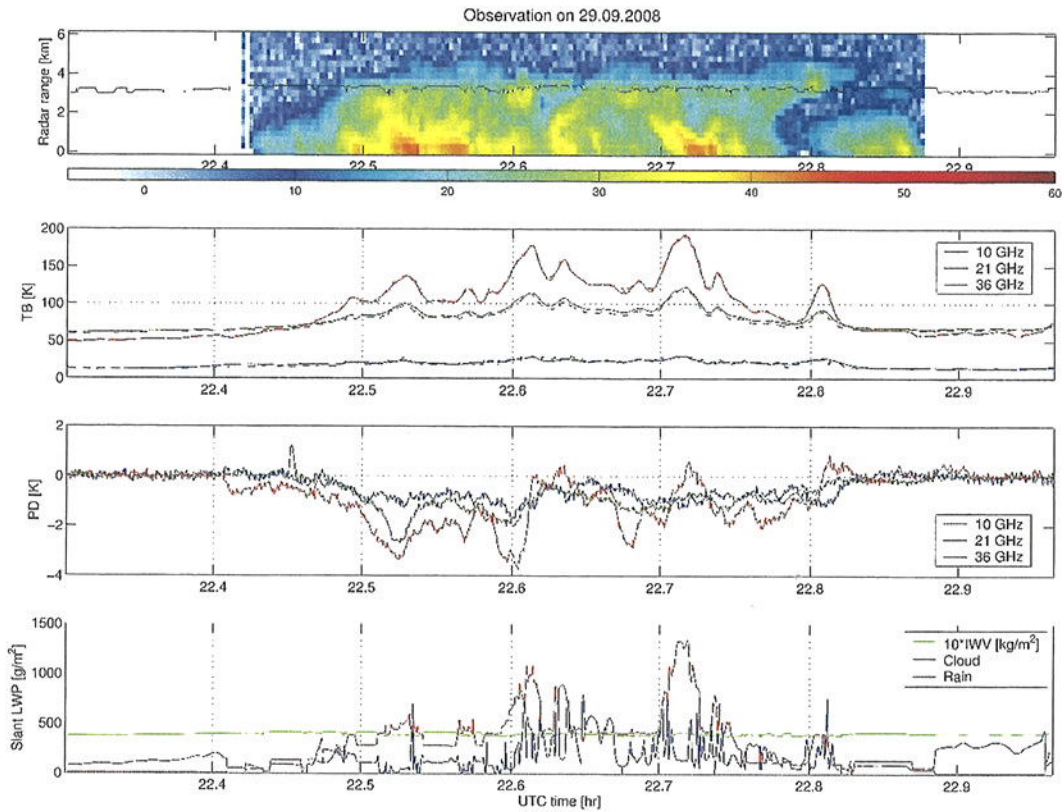 Observation on 29.09.2008
Radar range [km]
6
4
2
0
22.4 22.5 22.6 22.7 22.8 22.9
0 10 20 30 40 50 60
TB [K]
200
150
100
50
0
10 GHz
21 GHz
36 GHz
22.4 22.5 22.6 22.7 22.8 22.9
PD [K]
2
0
−2
−4
10 GHz
21 GHz
36 GHz
22.4 22.5 22.6 22.7 22.8 22.9
Slant LWP [g/m²]
1500
1000
500
0
10*IWV [kg/m²]
Cloud
Rain
22.4 22.5 22.6 22.7 22.8 22.9
UTC time [hr]